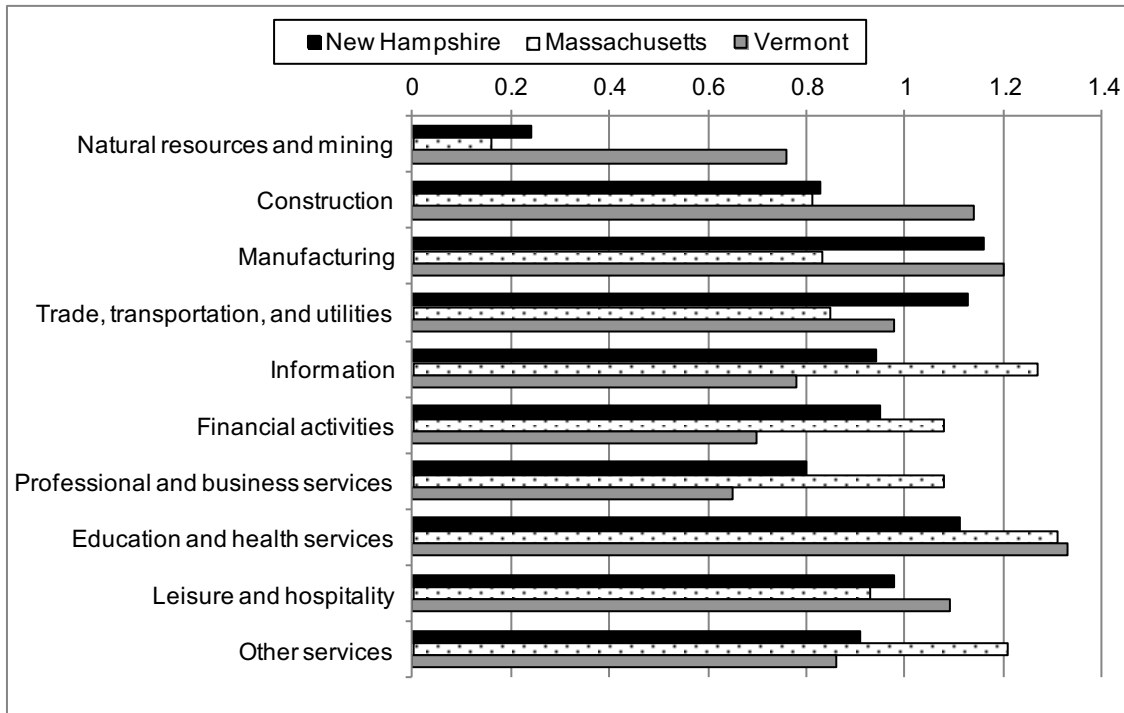 New Hampshire Massachusetts Vermont
0 0.2 0.4 0.6 0.8 1 1.2 1.4
Natural resources and mining
Construction
Manufacturing
Trade, transportation, and utilities
Information
Financial activities
Professional and business services
Education and health services
Leisure and hospitality
Other services